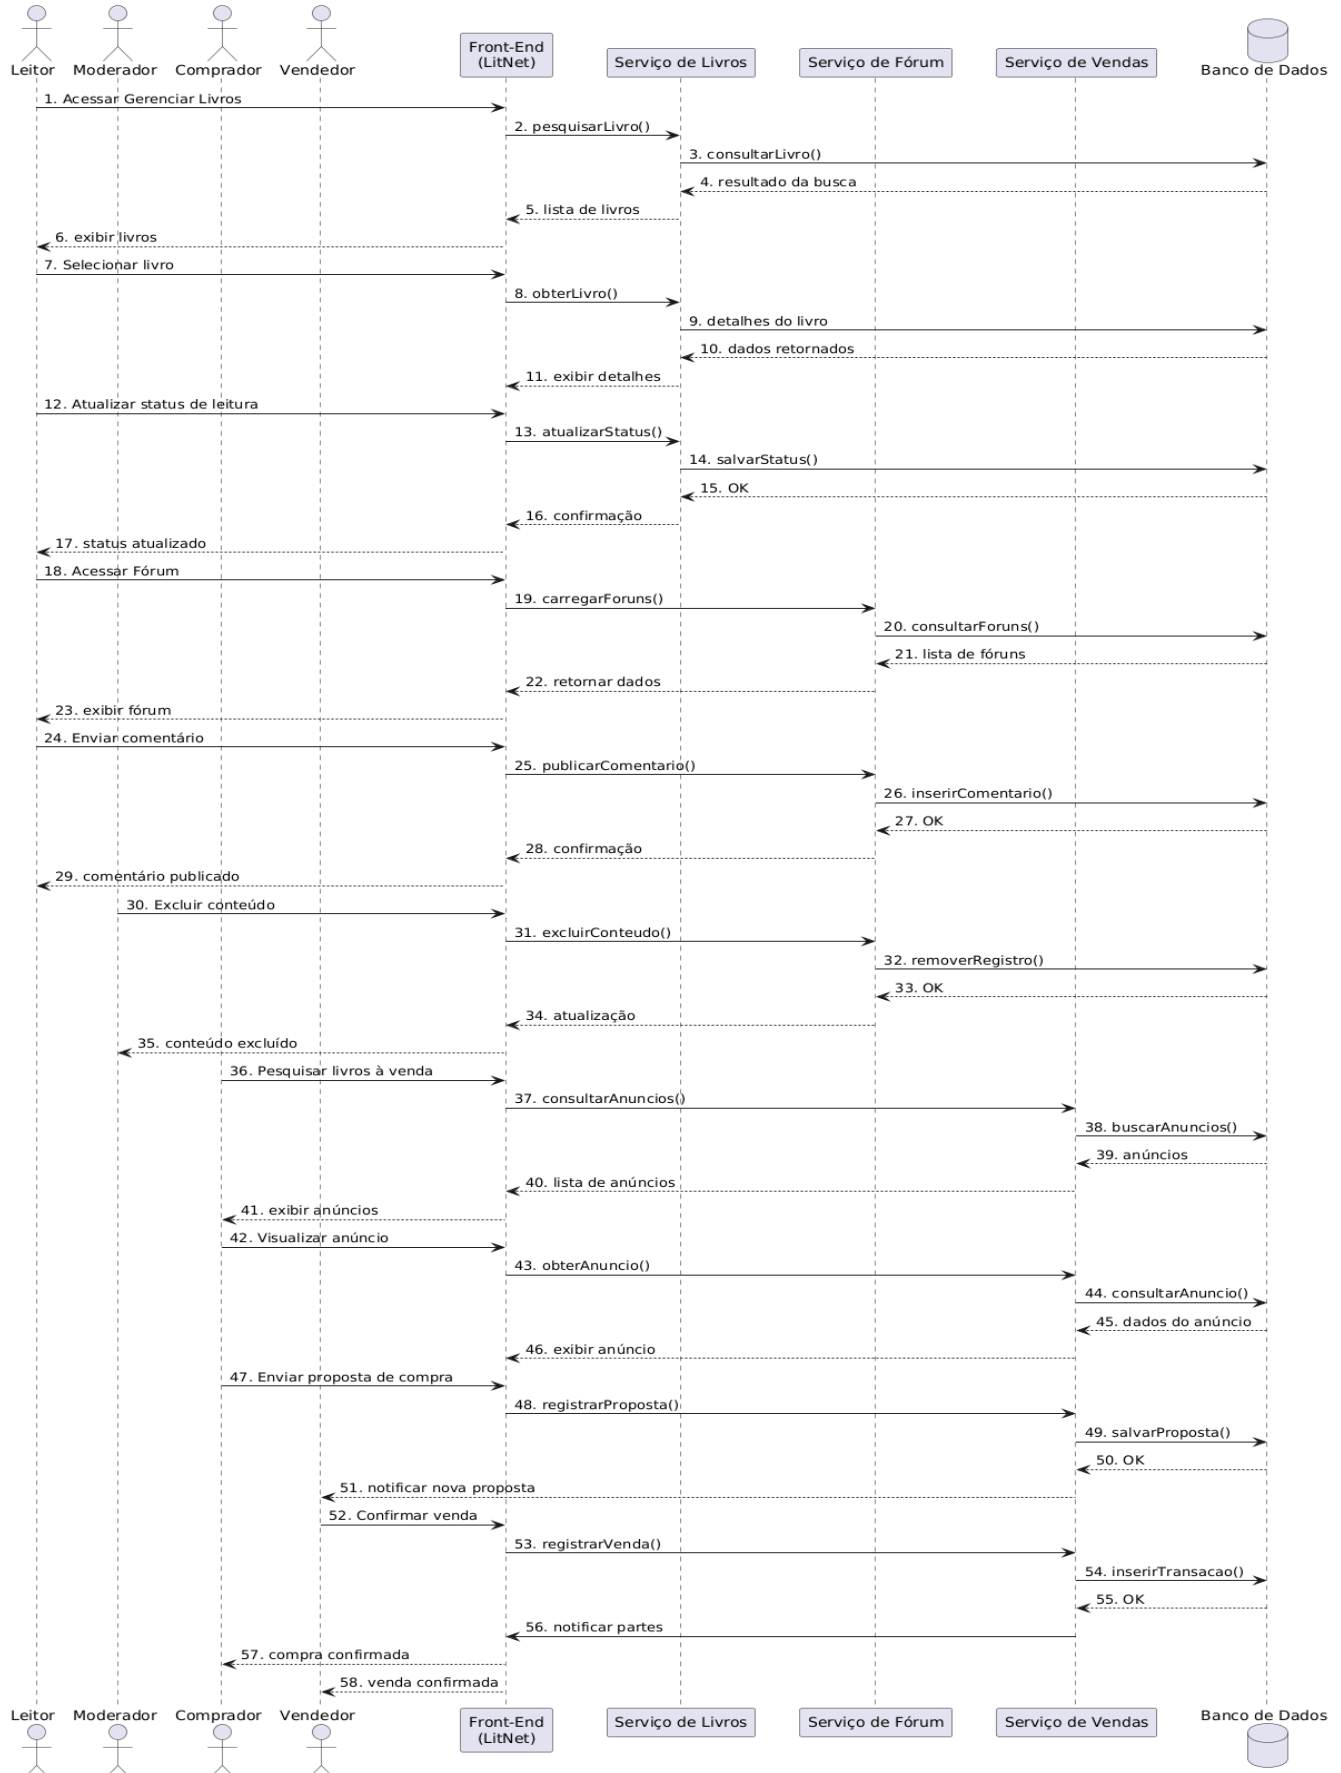 Leitor Moderador Comprador Vendedor Front-End
(LitNet) Serviço de Livros Serviço de Fórum Serviço de Vendas Banco de Dados
1. Acessar Gerenciar Livros
2. pesquisarLivro()
3. consultarLivro()
4. resultado da busca
5. lista de livros
6. exibir livros
7. Selecionar livro
8. obterLivro()
9. detalhes do livro
10. dados retornados
11. exibir detalhes
12. Atualizar status de leitura
13. atualizarStatus()
14. salvarStatus()
15. OK
16. confirmação
17. status atualizado
18. Acessar Fórum
19. carregarForuns()
20. consultarForuns()
21. lista de fóruns
22. retornar dados
23. exibir fórum
24. Enviar comentário
25. publicarComentario()
26. inserirComentario()
27. OK
28. confirmação
29. comentário publicado
30. Excluir conteúdo
31. excluirConteudo()
32. removerRegistro()
33. OK
34. atualização
35. conteúdo excluído
36. Pesquisar livros à venda
37. consultarAnuncios()
38. buscarAnuncios()
39. anúncios
40. lista de anúncios
41. exibir anúncios
42. Visualizar anúncio
43. obterAnuncio()
44. consultarAnuncio()
45. dados do anúncio
46. exibir anúncio
47. Enviar proposta de compra
48. registrarProposta()
49. salvarProposta()
50. OK
51. notificar nova proposta
52. Confirmar venda
53. registrarVenda()
54. inserirTransacao()
55. OK
56. notificar partes
57. compra confirmada
58. venda confirmada
Leitor Moderador Comprador Vendedor Front-End
(LitNet) Serviço de Livros Serviço de Fórum Serviço de Vendas Banco de Dados